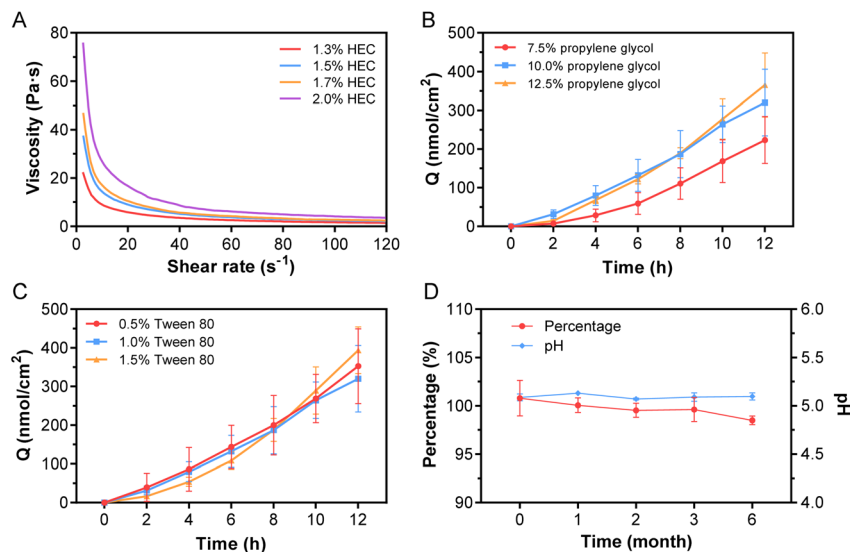 A
80
60
40
20
0
Viscosity (Pa·s)
0 20 40 60 80 100 120
Shear rate (s⁻¹)
1.3% HEC
1.5% HEC
1.7% HEC
2.0% HEC
B
500
400
300
200
100
0
Q (nmol/cm²)
0 2 4 6 8 10 12
Time (h)
7.5% propylene glycol
10.0% propylene glycol
12.5% propylene glycol
C
500
400
300
200
100
0
Q (nmol/cm²)
0 2 4 6 8 10 12
Time (h)
0.5% Tween 80
1.0% Tween 80
1.5% Tween 80
D
110
105
100
95
90
Percentage (%)
6.0
5.5
5.0
4.5
4.0
pH
0 1 2 3 6
Time (month)
Percentage
pH